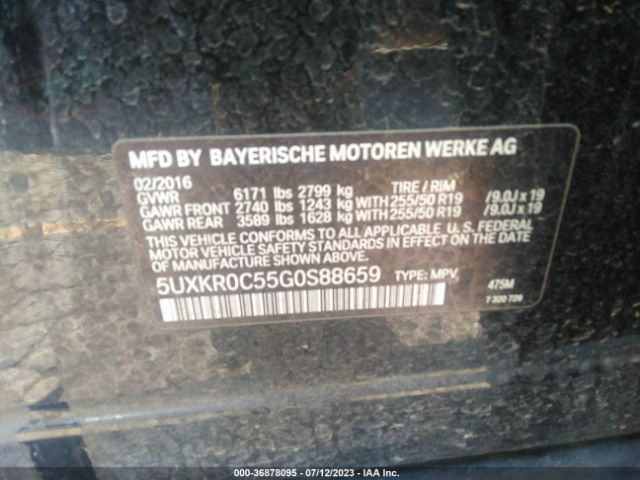 MFD BY BAYERISCHE MOTOREN WERKE AG
02/2016
GVWR 6171 lbs 2799 kg TIRE / RIM
GAWR FRONT 2740 lbs 1243 kg WITH 255/50 R19 /9.0J x 19
GAWR REAR 3589 lbs 1628 kg WITH 255/50 R19 /9.0J x 19
THIS VEHICLE CONFORMS TO ALL APPLICABLE U. S. FEDERAL
MOTOR VEHICLE SAFETY STANDARDS IN EFFECT ON THE DATE
OF MANUFACTURE SHOWN ABOVE.
5UXKR0C55G0S88659 TYPE: MPV 475M
7 320 726
000-36878095 - 07/12/2023 - IAA Inc.